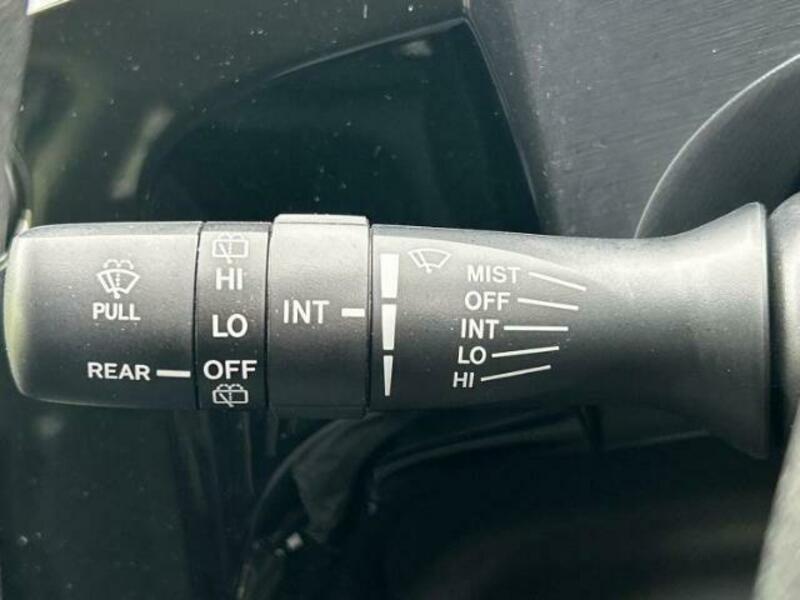 PULL
REAR
HI
LO
OFF
INT
MIST
OFF
INT
LO
HI